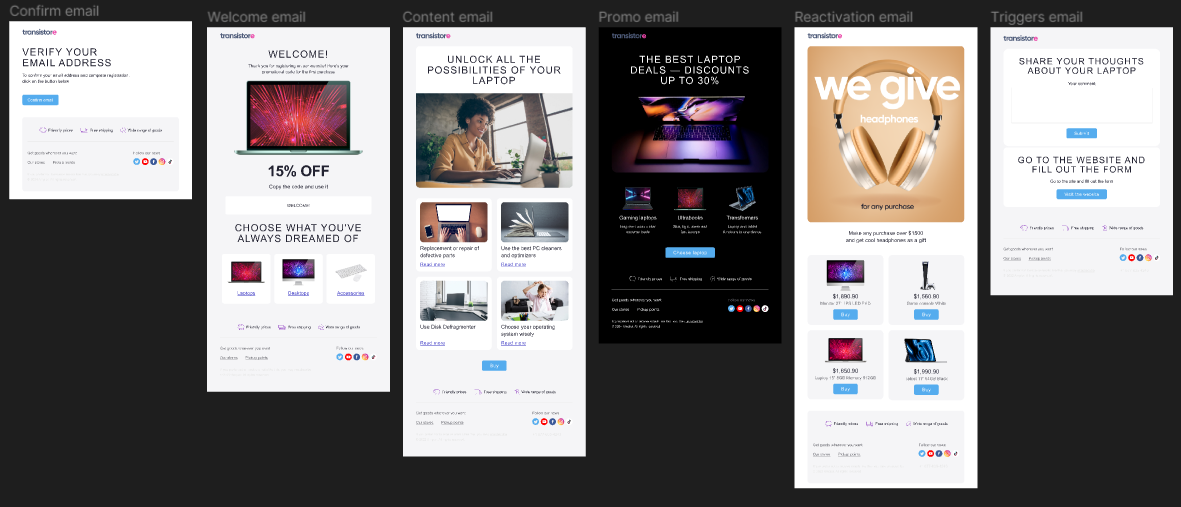 Confirm email
transistore
VERIFY YOUR
EMAIL ADDRESS
To confirm your email address and complete registration
click on the button below
Confirm email
Friendly prices
Free shipping
Wide range of goods
Get goods wherever you want
Our stores
Pickup points
Follow our news
Welcome email
transistore
WELCOME!
Thank you for registering on our website! Here's your
promotional code for the first purchase.
15% OFF
Copy the code and use it
WELCOME!
CHOOSE WHAT YOU'VE
ALWAYS DREAMED OF
Laptops
Desktops
Accessories
Friendly prices
Free shipping
Wide range of goods
Get goods wherever you want
Our stores
Pickup points
Follow our news
Content email
transistore
UNLOCK ALL THE
POSSIBILITIES OF YOUR
LAPTOP
Replacement or repair of
defective parts
Read more
Use the best PC cleaners
and optimizers
Read more
Use Disk Defragmenter
Read more
Choose your operating
system wisely
Read more
Buy
Friendly prices
Free shipping
Wide range of goods
Get goods wherever you want
Our stores
Pickup points
Follow our news
Promo email
transistore
THE BEST LAPTOP
DEALS — DISCOUNTS
UP TO 30%
Gaming laptops
Ultrabooks
Transformers
Choose laptop
Friendly prices
Free shipping
Wide range of goods
Get goods wherever you want
Our stores
Pickup points
Follow our news
Reactivation email
transistore
we give
headphones
for any purchase
Make any purchase over $1500
and get cool headphones as a gift
$1,890.90
Buy
$1,560.90
Game console White
Buy
$1,650.90
Buy
$1,990.90
Buy
Friendly prices
Free shipping
Wide range of goods
Get goods wherever you want
Our stores
Pickup points
Follow our news
Triggers email
transistore
SHARE YOUR THOUGHTS
ABOUT YOUR LAPTOP
Your comment
Submit
GO TO THE WEBSITE AND
FILL OUT THE FORM
Go to the site and fill out the form
Visit the website
Friendly prices
Free shipping
Wide range of goods
Get goods wherever you want
Our stores
Pickup points
Follow our news